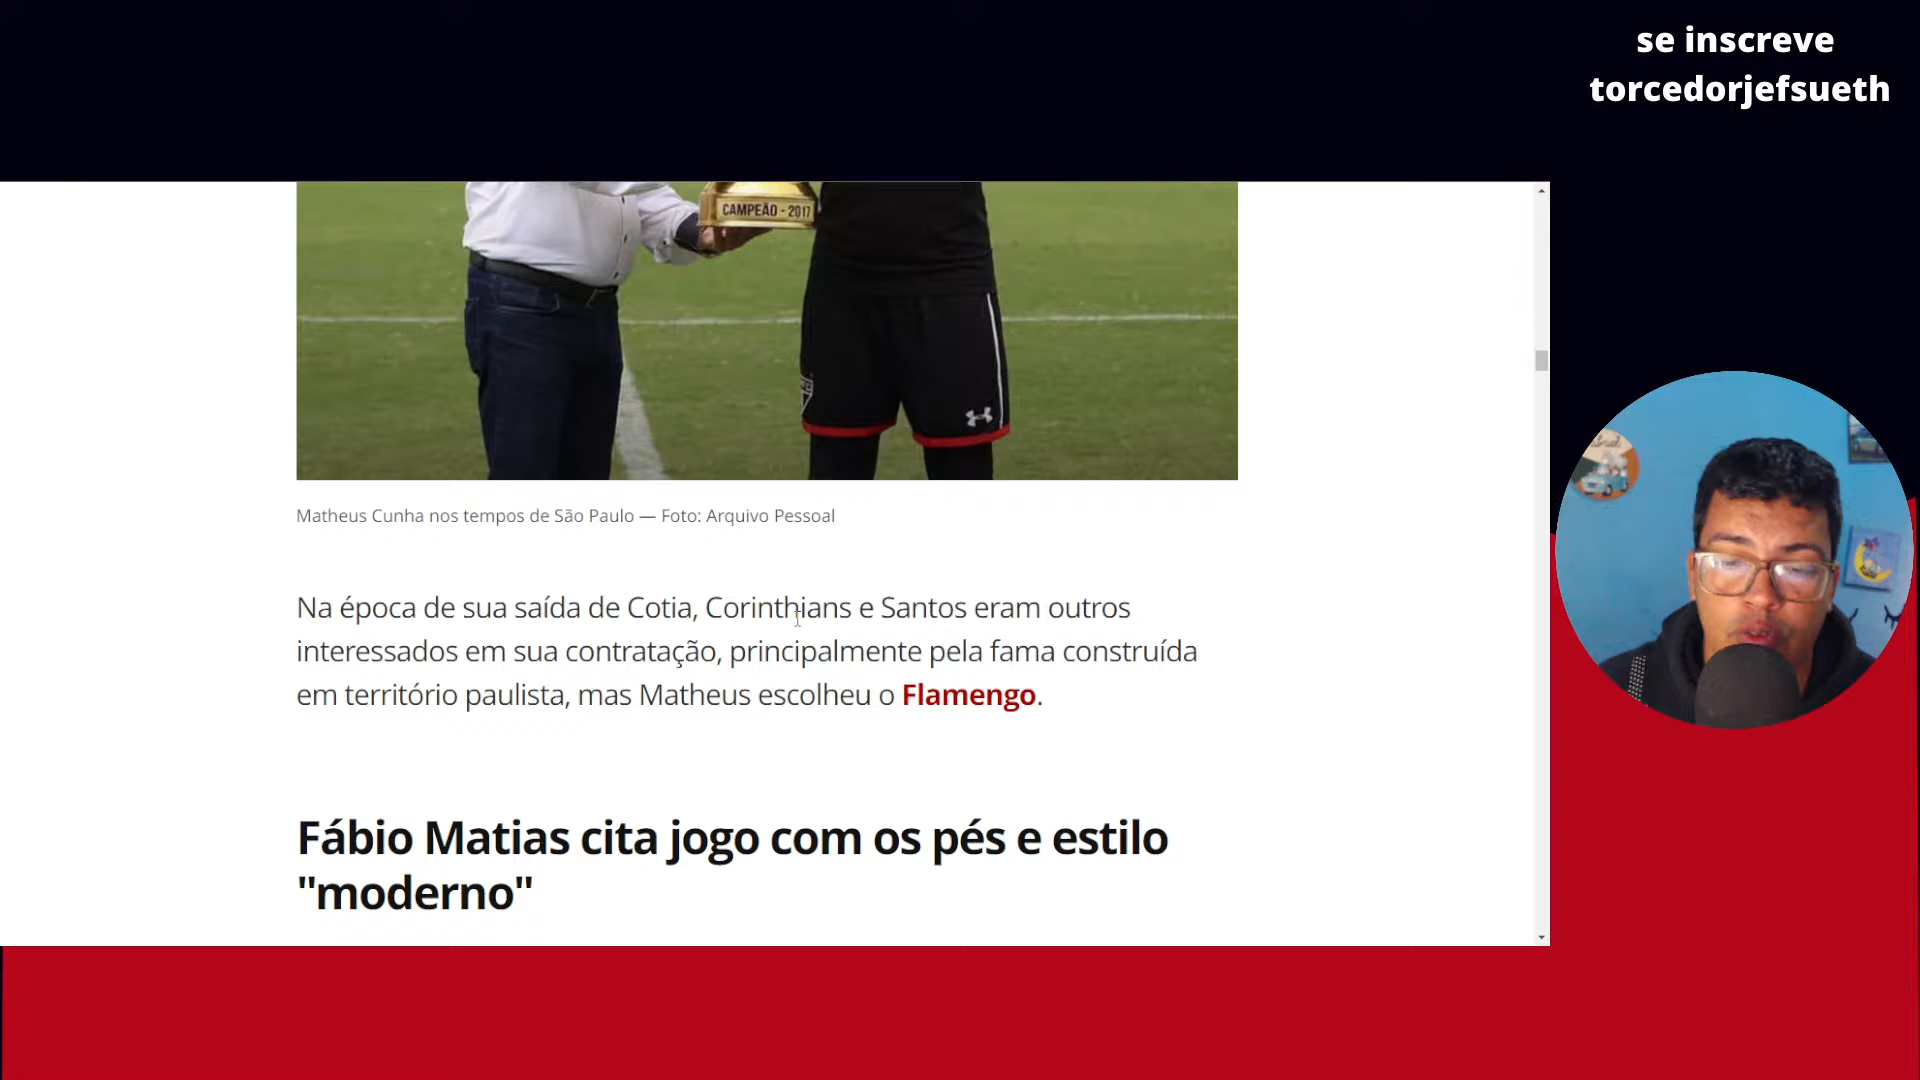 se inscreve
torcedorjefsueth
CAMPEÃO - 2017
Matheus Cunha nos tempos de São Paulo — Foto: Arquivo Pessoal
Na época de sua saída de Cotia, Corinthians e Santos eram outros
interessados em sua contratação, principalmente pela fama construída
em território paulista, mas Matheus escolheu o Flamengo.
Fábio Matias cita jogo com os pés e estilo
"moderno"